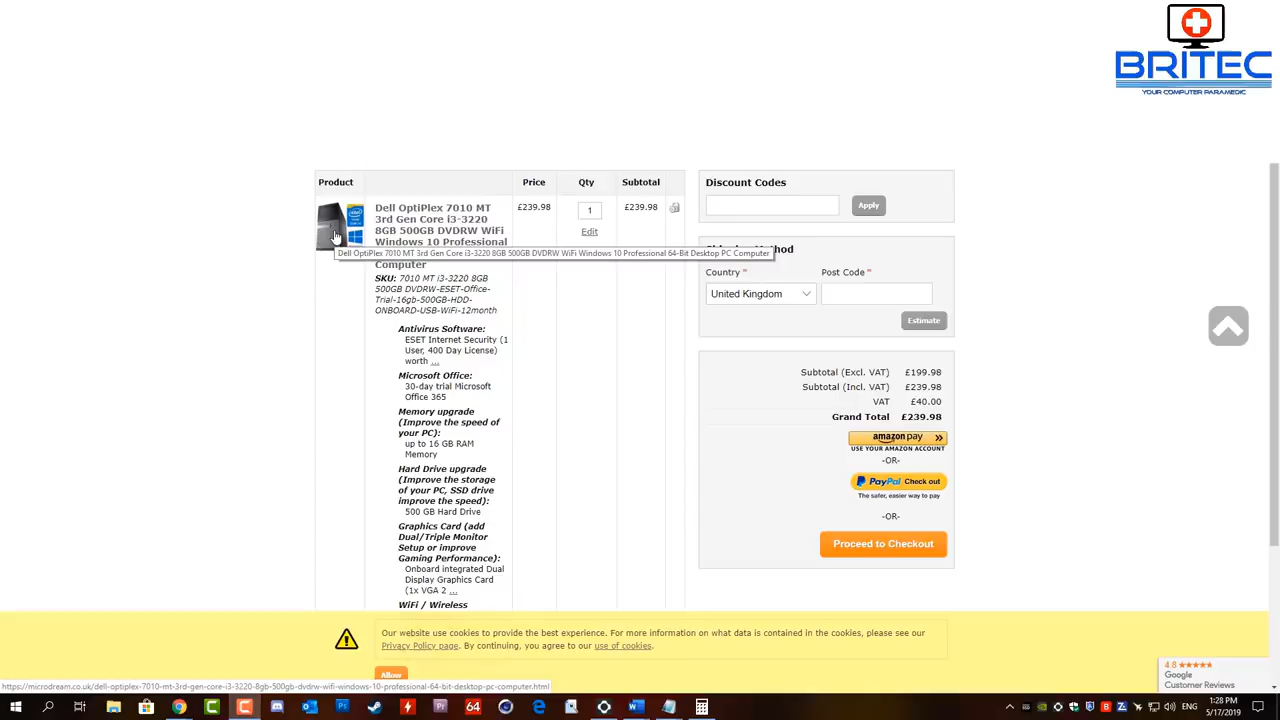 BRITEC
YOUR COMPUTER PARAMEDIC
Product Price Qty Subtotal
Dell OptiPlex 7010 MT
3rd Gen Core i3-3220
8GB 500GB DVDRW WiFi
Windows 10 Professional
Computer
£239.98 1 £239.98
Edit
Dell OptiPlex 7010 MT 3rd Gen Core i3-3220 8GB 500GB DVDRW WiFi Windows 10 Professional 64-Bit Desktop PC Computer
SKU: 7010 MT i3-3220 8GB
500GB DVDRW-ESET-Office-
Trial-16gb-500GB-HDD-
ONBOARD-USB-WiFi-12month
Antivirus Software:
ESET Internet Security (1
User, 400 Day License)
worth ...
Microsoft Office:
30-day trial Microsoft
Office 365
Memory upgrade
(Improve the speed of
your PC):
up to 16 GB RAM
Memory
Hard Drive upgrade
(Improve the storage
of your PC, SSD drive
improve the speed):
500 GB Hard Drive
Graphics Card (add
Dual/Triple Monitor
Setup or improve
Gaming Performance):
Onboard integrated Dual
Display Graphics Card
(1x VGA 2 ...
WiFi / Wireless
Discount Codes
Apply
Method
Country * Post Code *
United Kingdom
Estimate
Subtotal (Excl. VAT) £199.98
Subtotal (Incl. VAT) £239.98
VAT £40.00
Grand Total £239.98
amazon pay
USE YOUR AMAZON ACCOUNT
-OR-
PayPal Check out
The safer, easier way to pay
-OR-
Proceed to Checkout
Our website use cookies to provide the best experience. For more information on what data is contained in the cookies, please see our
Privacy Policy page. By continuing, you agree to our use of cookies.
Allow
https://microdream.co.uk/dell-optiplex-7010-mt-3rd-gen-core-i3-3220-8gb-500gb-dvdrw-wifi-windows-10-professional-64-bit-desktop-pc-computer.html
4.8
Google
Customer Reviews
1:28 PM
5/17/2019